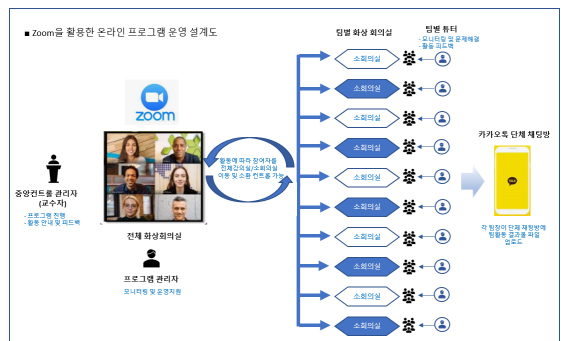 ■ Zoom을 활용한 온라인 프로그램 운영 설계도
팀별 화상 회의실
팀별 튜터
- 모니터링 및 문제해결
- 활동 피드백
zoom
중앙컨트롤 관리자
(교수자)
- 프로그램 진행
- 활동 안내 및 피드백
전체 화상회의실
프로그램 관리자
모니터링 및 운영지원
활동에 따라 참여자를
전체강의실/소회의실
이동 및 소환 컨트롤 가능
소회의실
소회의실
소회의실
소회의실
소회의실
소회의실
소회의실
소회의실
소회의실
소회의실
카카오톡 단체 채팅방
각 팀장이 단체 채팅방에
팀활동 결과물 파일
업로드